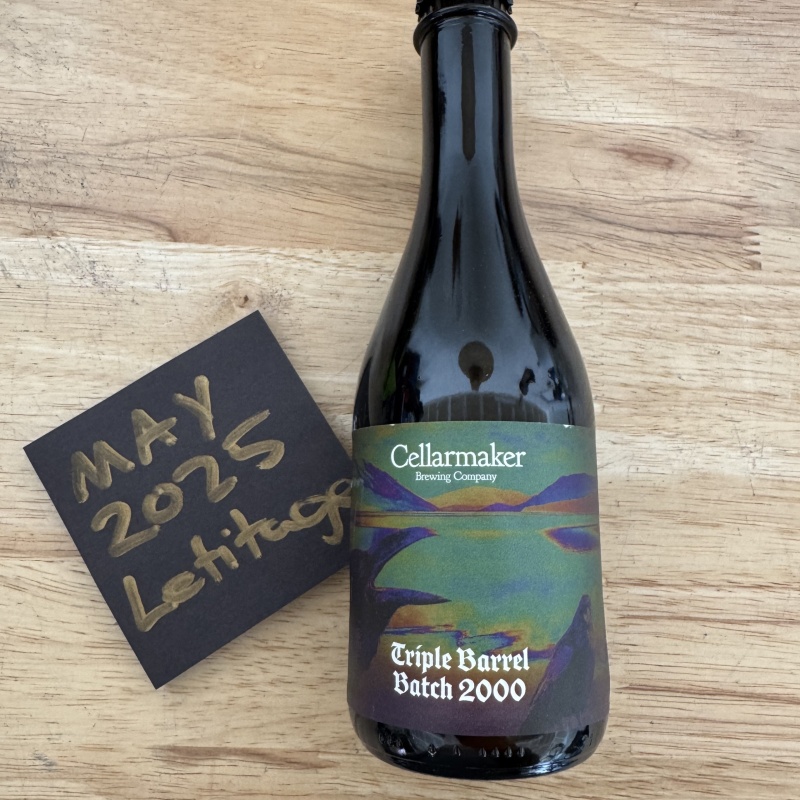 MAY
2025
Letitago
Cellarmaker
Brewing Company
Triple Barrel
Batch 2000